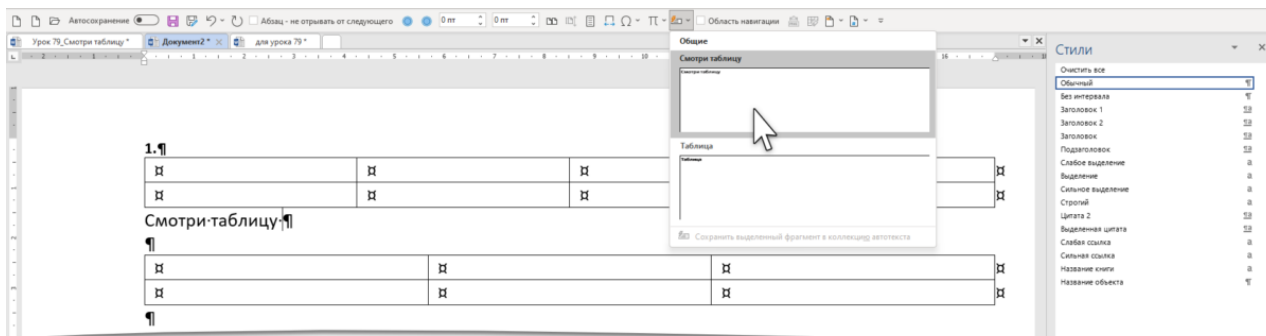 Автосохранение
Абзац - не отрывать от следующего
0 пт
0 пт
Область навигации
Урок 79_Смотри таблицу *
Документ2 *
для урока 79 *
Общие
Смотри таблицу
Смотри таблицу
Таблица
Таблица
Сохранить выделенный фрагмент в коллекцию автотекста
1.¶
¤ ¤ ¤ ¤
¤ ¤ ¤ ¤
Смотри·таблицу·¶
¶
¤ ¤ ¤ ¤
¤ ¤ ¤ ¤
¶
Стили
Очистить все
Обычный
Без интервала
Заголовок 1
Заголовок 2
Заголовок
Подзаголовок
Слабое выделение
Выделение
Сильное выделение
Строгий
Цитата 2
Выделенная цитата
Слабая ссылка
Сильная ссылка
Название книги
Название объекта